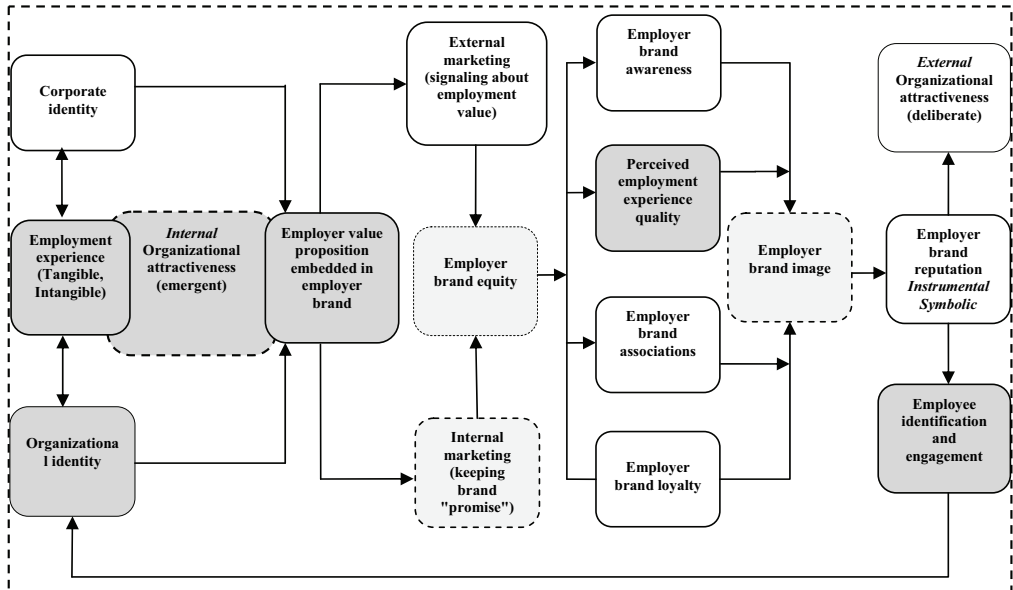 Corporate
identity
Employment
experience
(Tangible,
Intangible)
Organizationa
l identity
Internal
Organizational
attractiveness
(emergent)
Employer value
proposition
embedded in
employer
brand
External
marketing
(signaling about
employment
value)
Employer
brand equity
Internal
marketing
(keeping
brand
"promise")
Employer
brand
awareness
Perceived
employment
experience
quality
Employer
brand
associations
Employer
brand loyalty
Employer
brand image
External
Organizational
attractiveness
(deliberate)
Employer
brand
reputation
Instrumental
Symbolic
Employee
identification
and
engagement